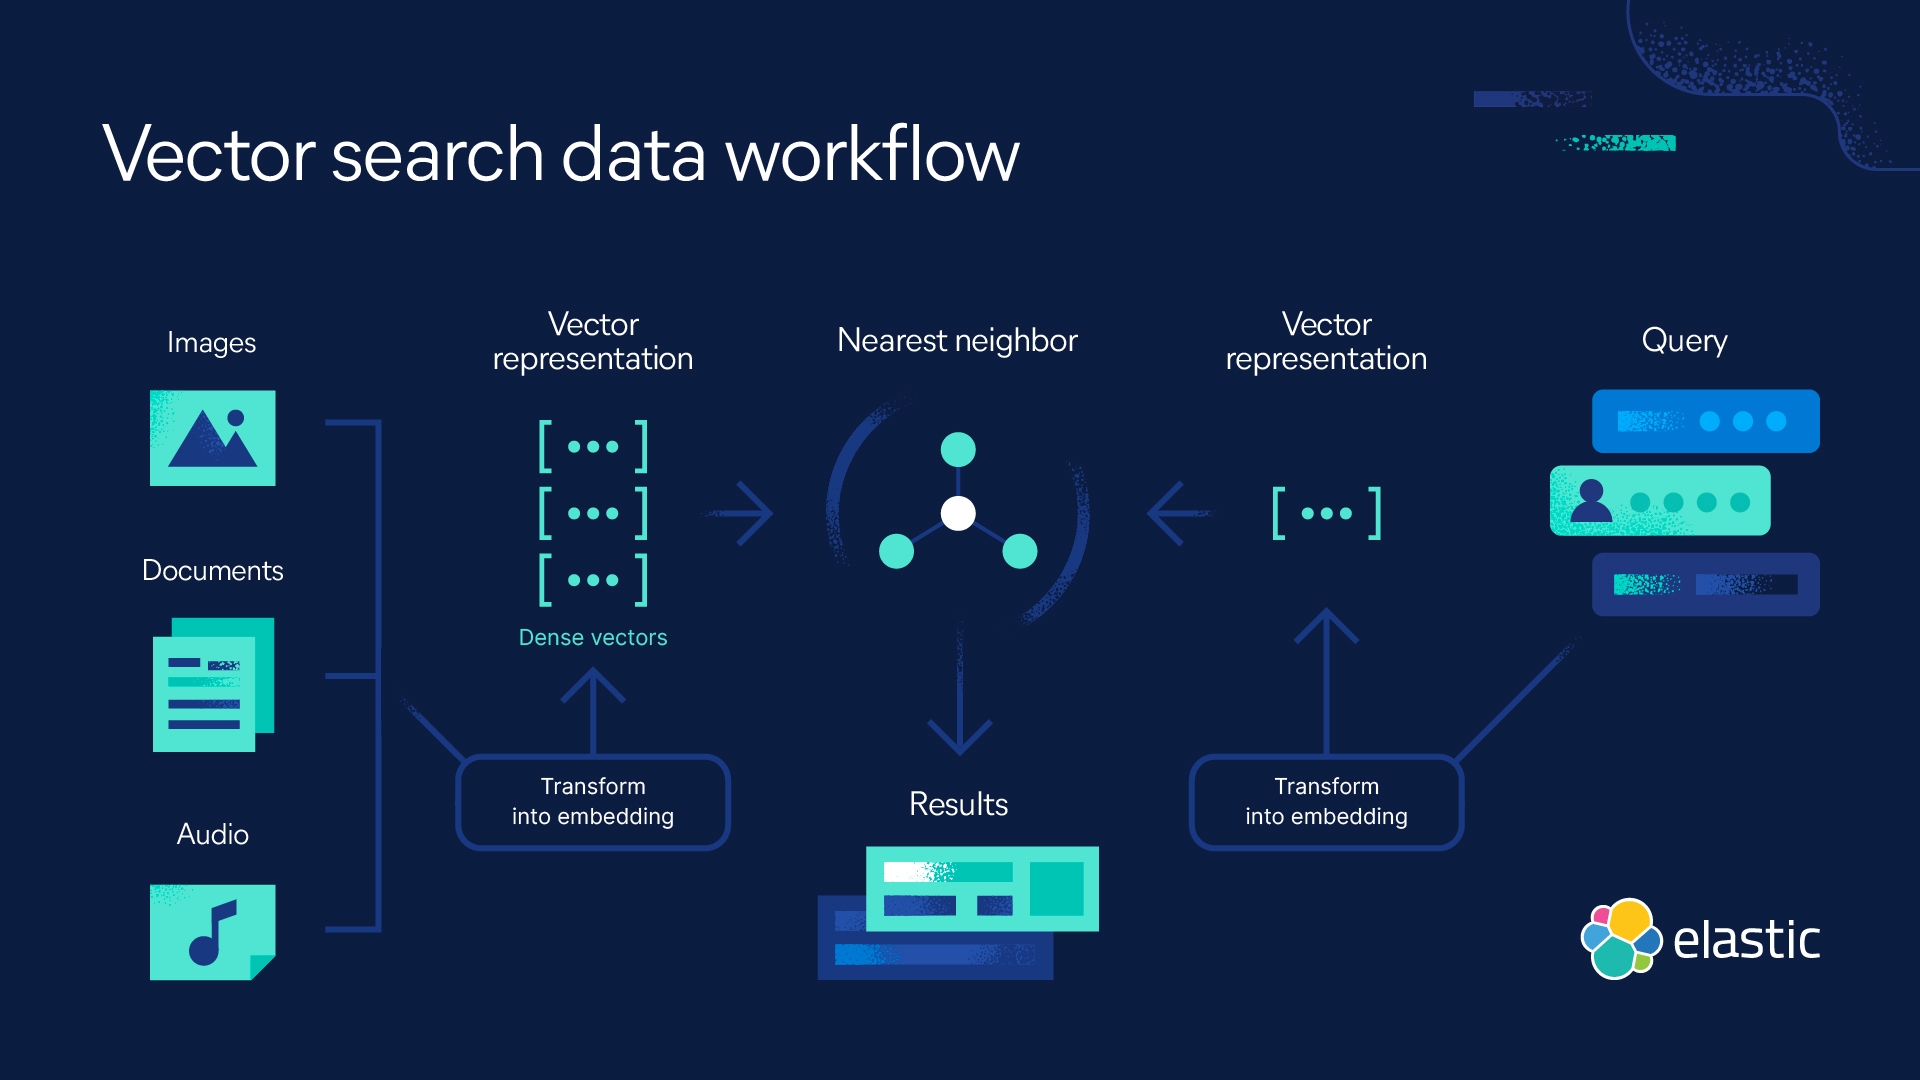 Vector search data workflow
Images
Documents
Audio
Vector
representation
Dense vectors
Transform
into embedding
Nearest neighbor
Results
Vector
representation
Transform
into embedding
Query
elastic